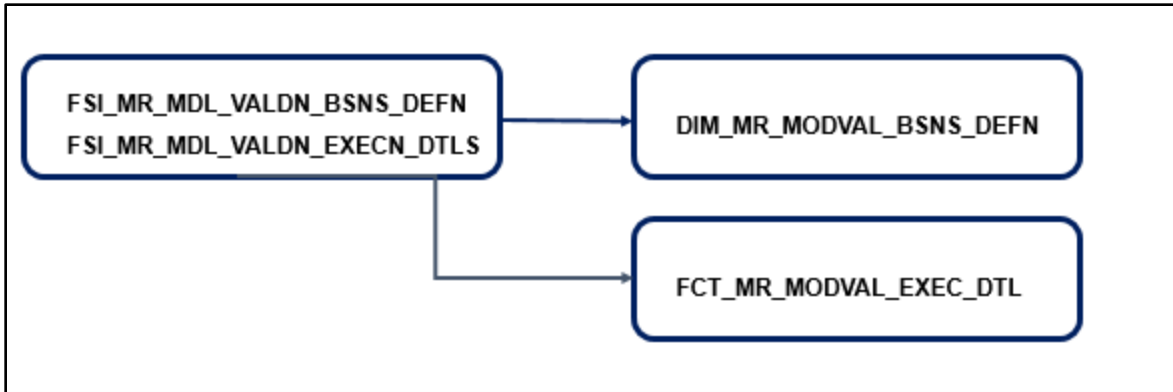 FSI_MR_MDL_VALDN_BSNS_DEFN
FSI_MR_MDL_VALDN_EXECN_DTLS
DIM_MR_MODVAL_BSNS_DEFN
FCT_MR_MODVAL_EXEC_DTL